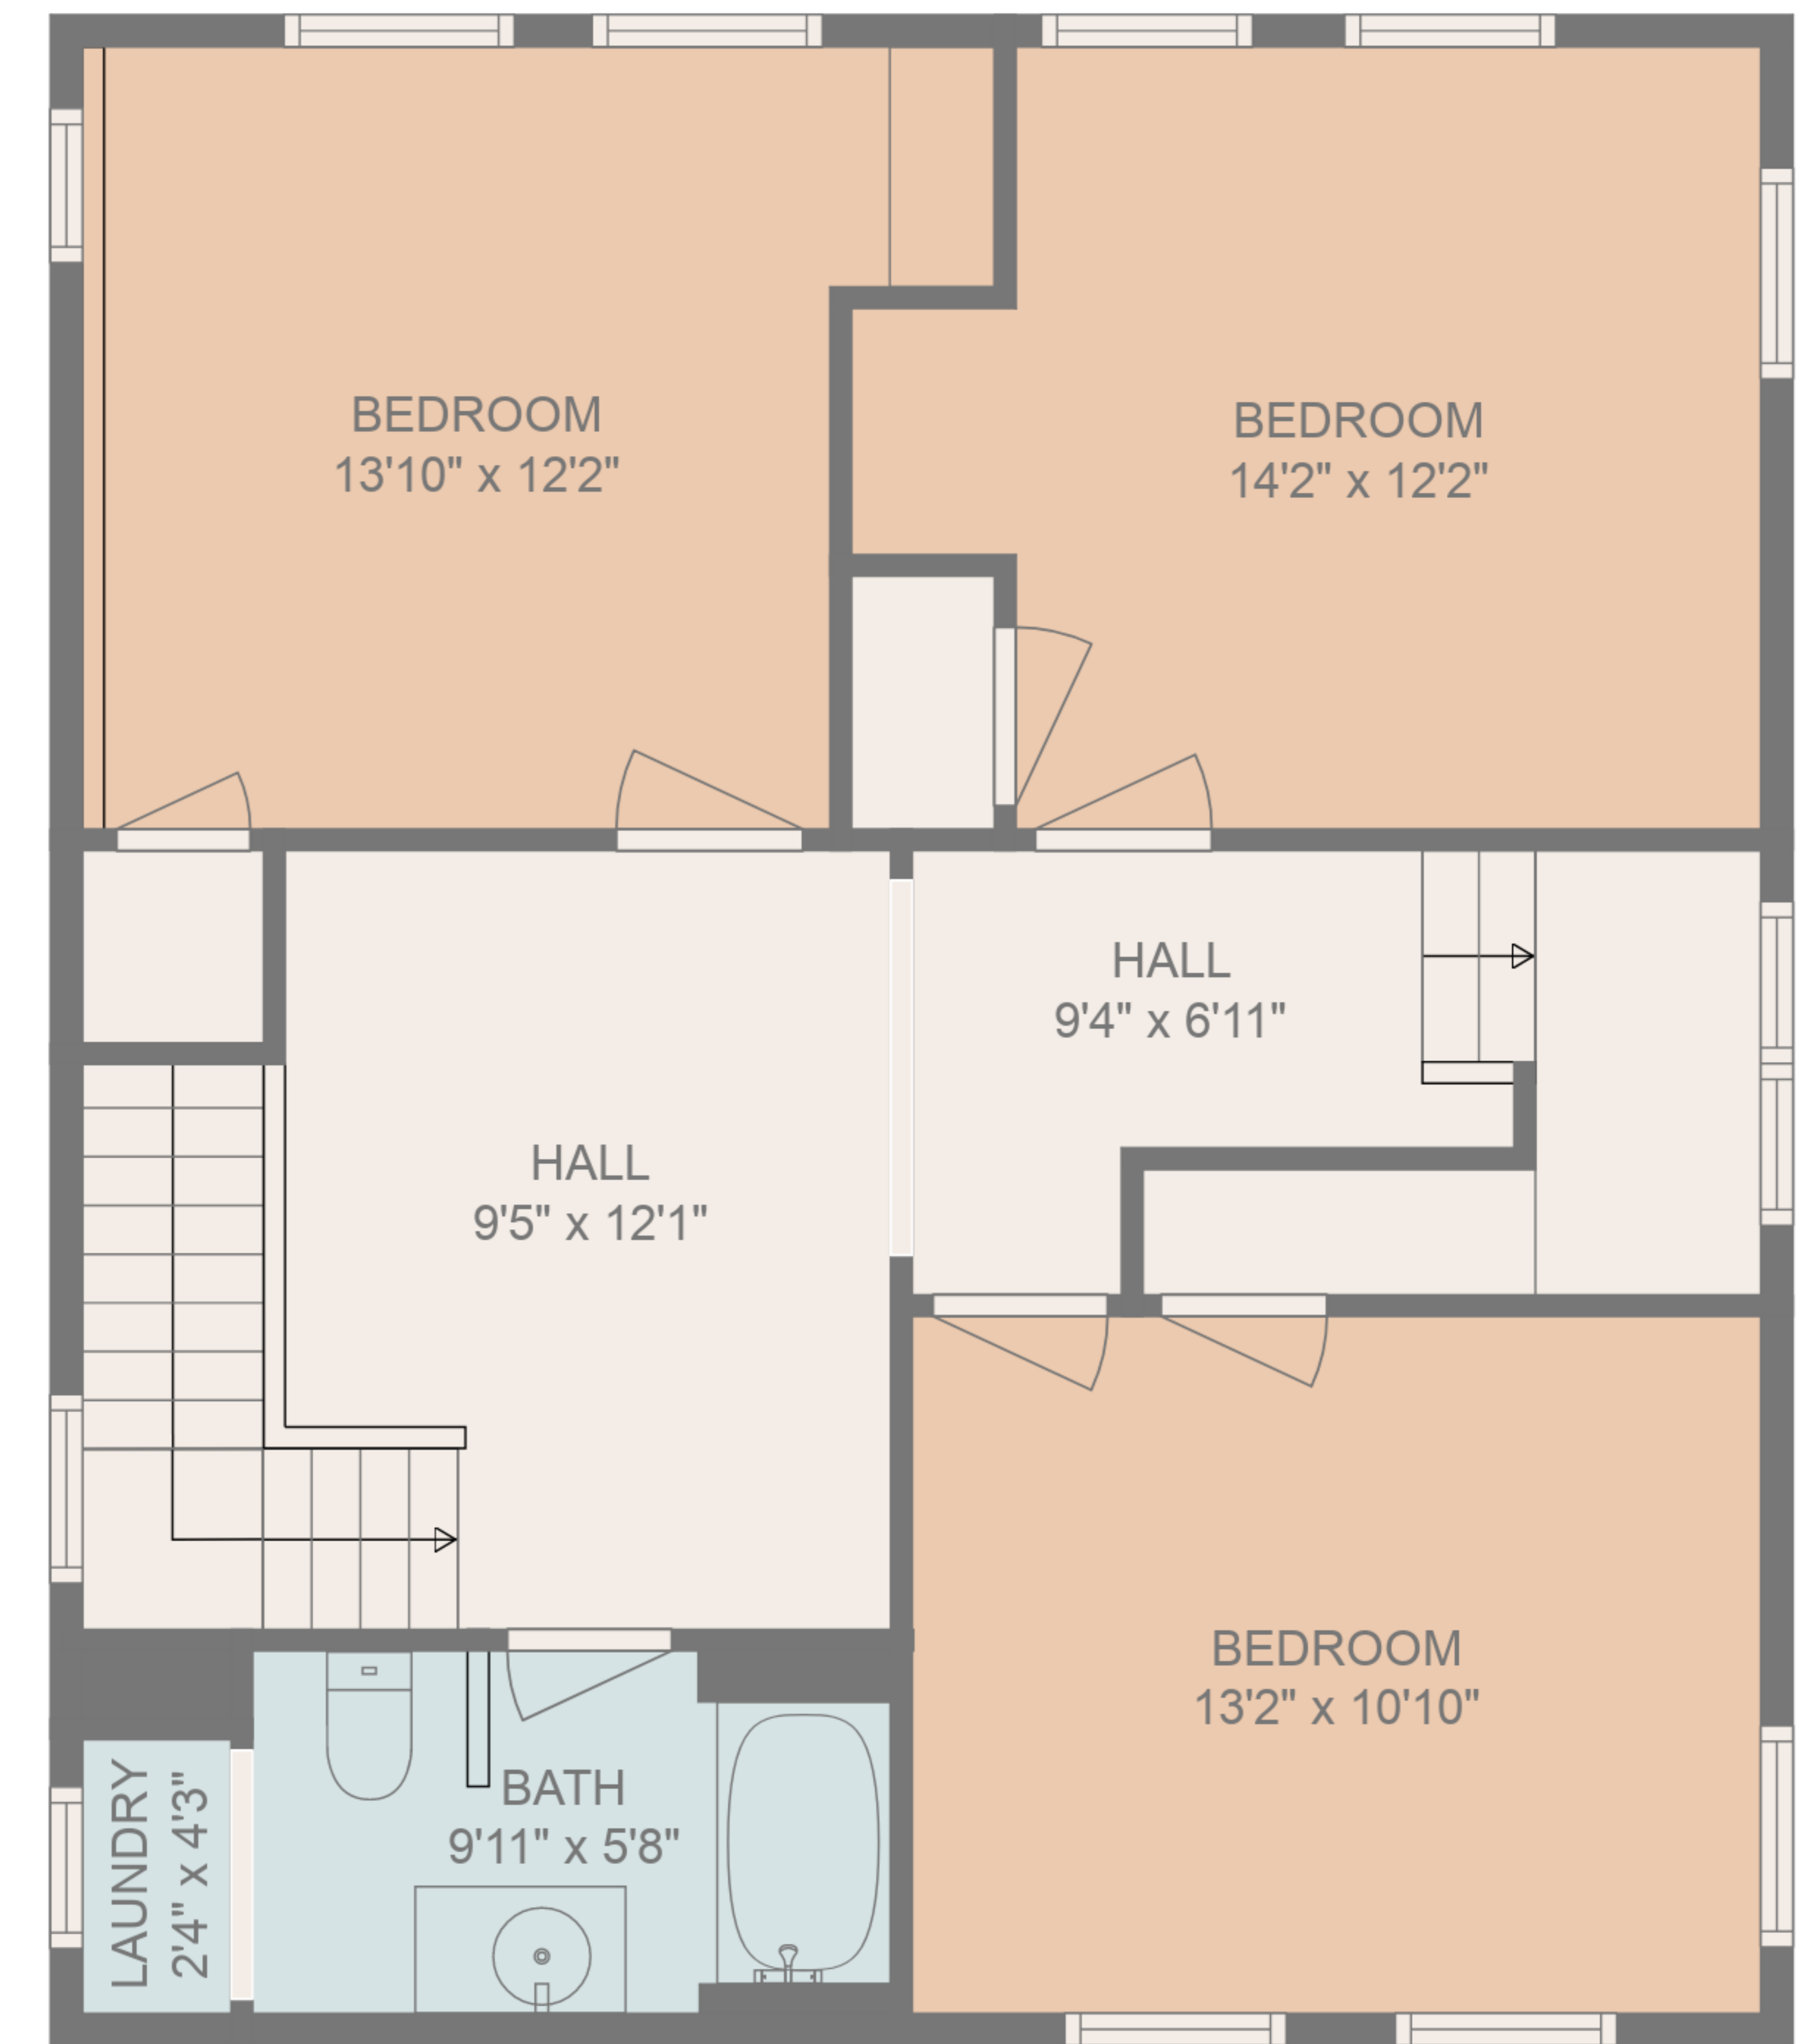 BEDROOM
13'10" x 12'2"
BEDROOM
14'2" x 12'2"
HALL
9'4" x 6'11"
HALL
9'5" x 12'1"
BEDROOM
13'2" x 10'10"
BATH
9'11" x 5'8"
LAUNDRY
2'4" x 4'3"